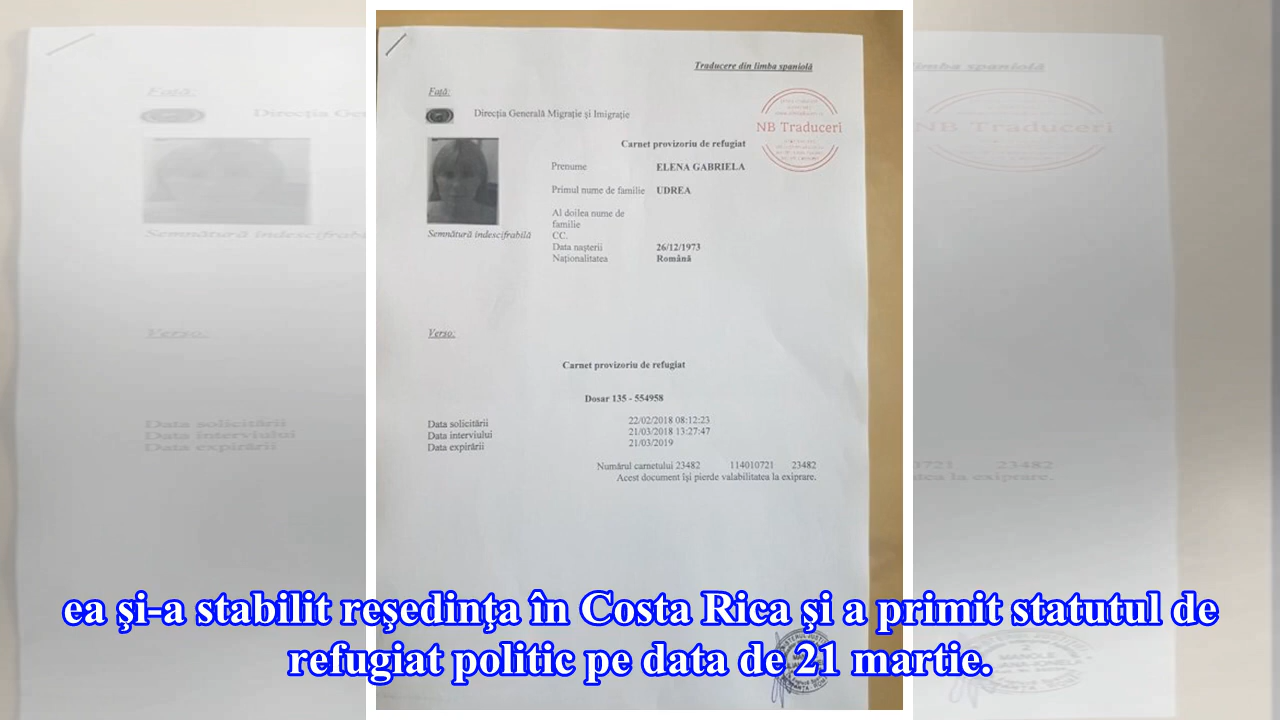 Traducere din limba spaniolă
Față:
Direcția Generală Migrație și Imigrație
NB Traduceri
Carnet provizoriu de refugiat
Prenume ELENA GABRIELA
Primul nume de familie UDREA
Al doilea nume de
familie
Semnătură indescifrabilă
CC.
Data nașterii 26/12/1973
Naționalitatea Română
Verso:
Carnet provizoriu de refugiat
Dosar 135 - 554958
Data solicitării 22/02/2018 08:12:23
Data interviului 21/03/2018 13:27:47
Data expirării 21/03/2019
Numărul carnetului 23482 114010721 23482
Acest document își pierde valabilitatea la exiprare.
ea şi-a stabilit reşedinţa în Costa Rica şi a primit statutul de
refugiat politic pe data de 21 martie.